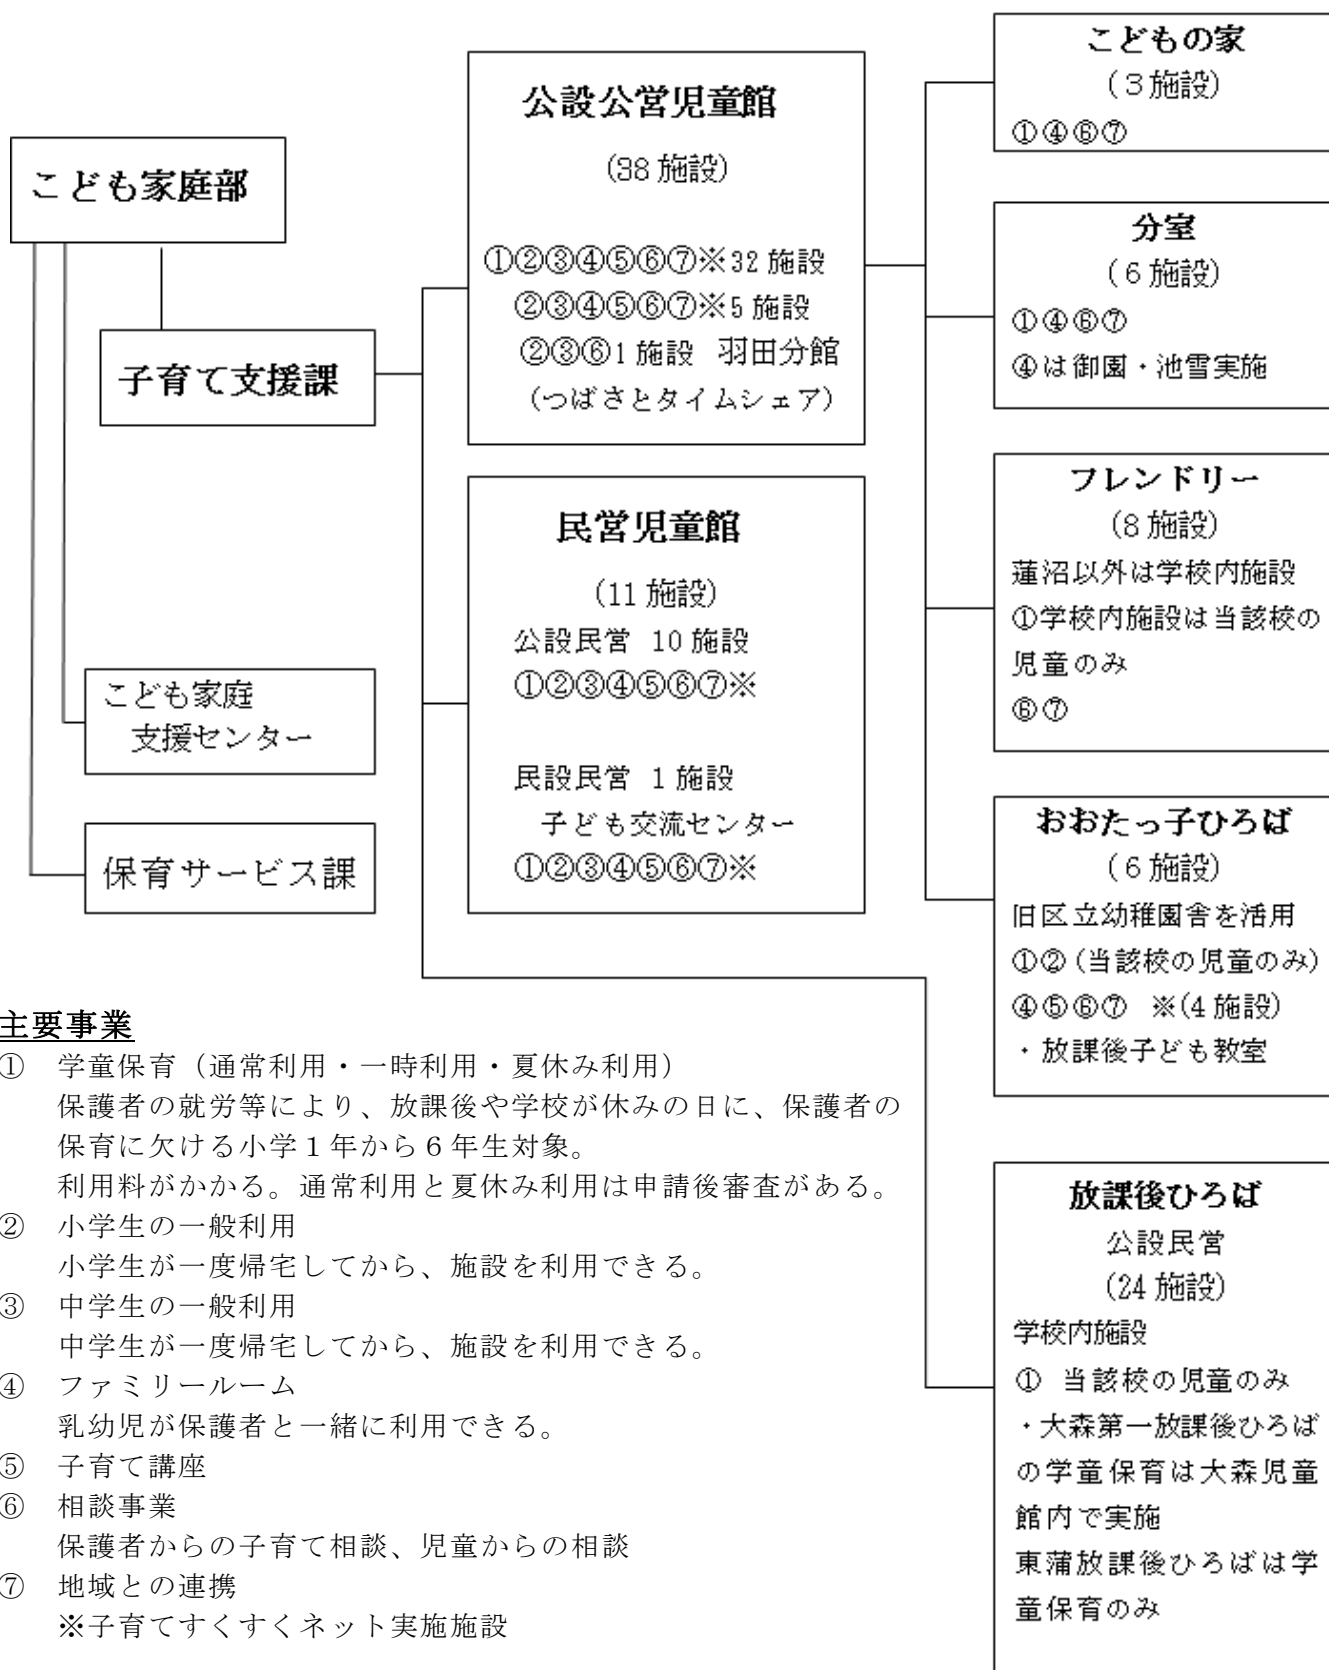 こども家庭部
子育て支援課
こども家庭
支援センター
保育サービス課
公設公営児童館
(38 施設)
①②③④⑤⑥⑦※32 施設
②③④⑤⑥⑦※5 施設
②③⑥1 施設 羽田分館
(つばさとタイムシェア)
民営児童館
(11 施設)
公設民営 10 施設
①②③④⑤⑥⑦※
民設民営 1 施設
子ども交流センター
①②③④⑤⑥⑦※
こどもの家
(3施設)
①④⑥⑦
分室
(6 施設)
①④⑥⑦
④は御園・池雪実施
フレンドリー
(8 施設)
蓮沼以外は学校内施設
①学校内施設は当該校の
児童のみ
⑥⑦
おおたっ子ひろば
(6 施設)
旧区立幼稚園舎を活用
①②(当該校の児童のみ)
④⑤⑥⑦ ※(4 施設)
・放課後子ども教室
放課後ひろば
公設民営
(24 施設)
学校内施設
① 当該校の児童のみ
・大森第一放課後ひろば
の学童保育は大森児童
館内で実施
東蒲放課後ひろばは学
童保育のみ
主要事業
① 学童保育（通常利用・一時利用・夏休み利用）
保護者の就労等により、放課後や学校が休みの日に、保護者の
保育に欠ける小学１年から６年生対象。
利用料がかかる。通常利用と夏休み利用は申請後審査がある。
② 小学生の一般利用
小学生が一度帰宅してから、施設を利用できる。
③ 中学生の一般利用
中学生が一度帰宅してから、施設を利用できる。
④ ファミリールーム
乳幼児が保護者と一緒に利用できる。
⑤ 子育て講座
⑥ 相談事業
保護者からの子育て相談、児童からの相談
⑦ 地域との連携
※子育てすくすくネット実施施設